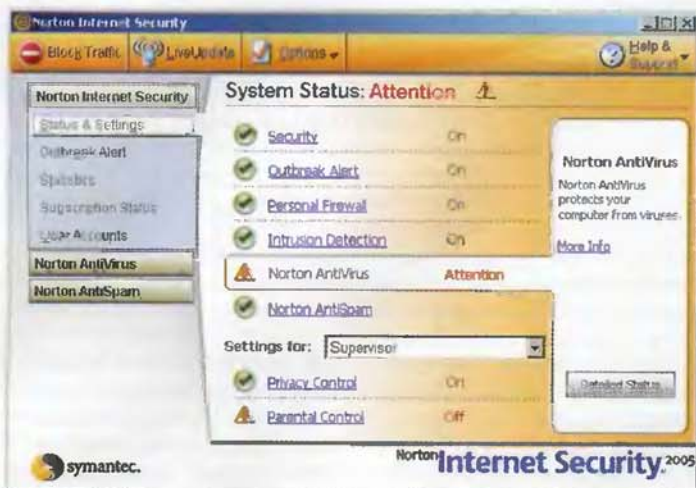 Norton Internet Security
Block Traffic LiveUpdate Options
Help & Support
Norton Internet Security
Status & Settings
Outbreak Alert
Statistics
Subscription Status
User Accounts
Norton AntiVirus
Norton AntiSpam
System Status: Attention
Security On
Outbreak Alert On
Personal Firewall On
Intrusion Detection On
Norton AntiVirus Attention
Norton AntiSpam
Settings for: Supervisor
Privacy Control On
Parental Control Off
Norton AntiVirus
Norton AntiVirus
protects your
computer from viruses.
More Info
Detailed Status
symantec.
Norton Internet Security. 2005